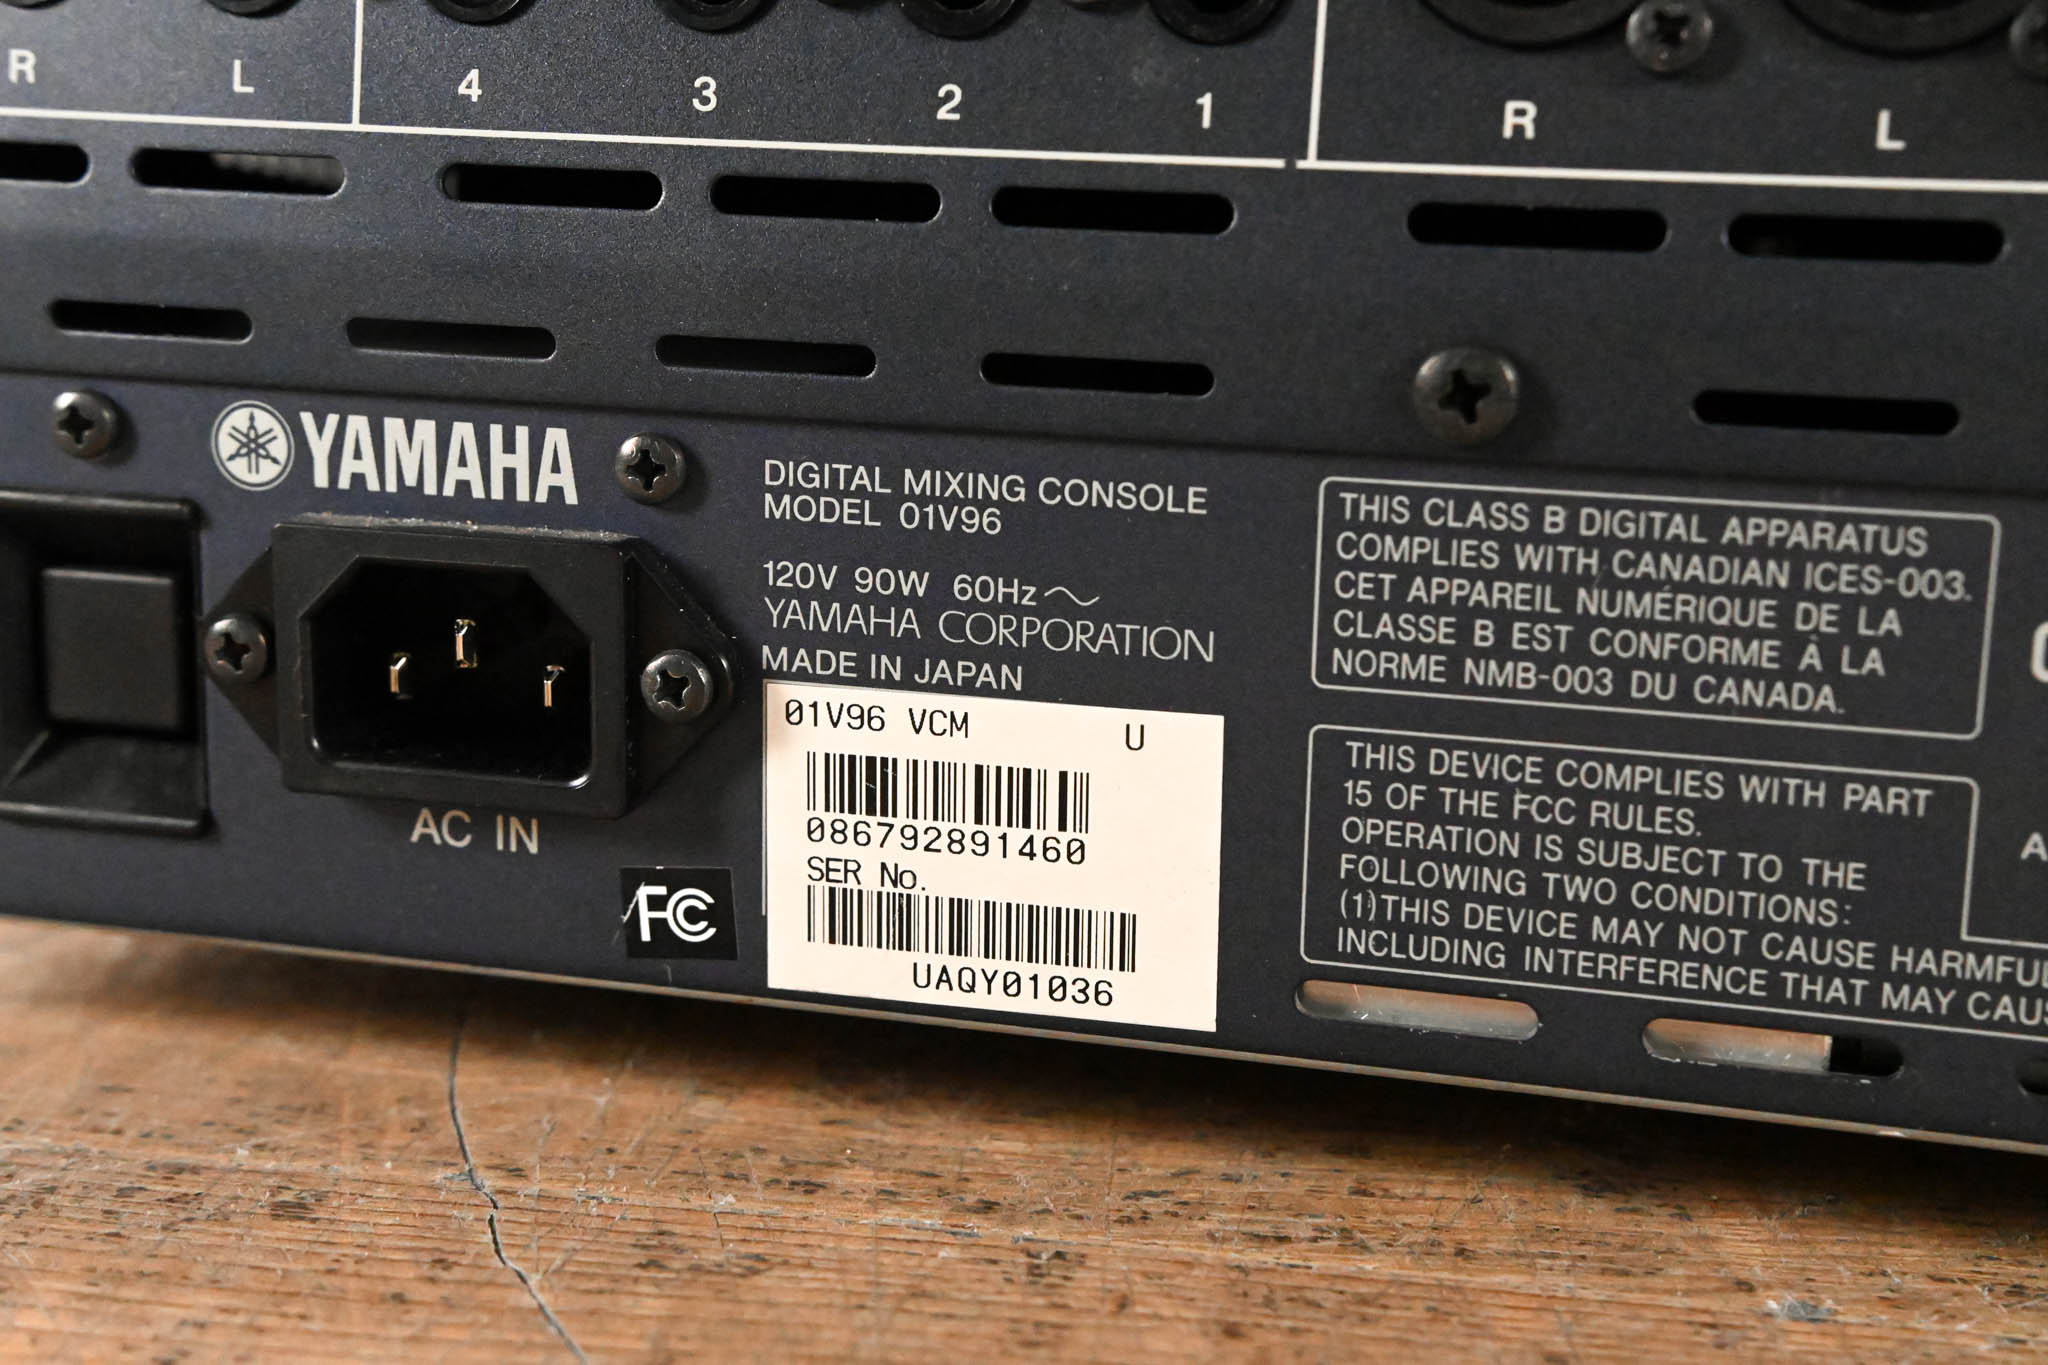 R
L
4
3
2
1
R
L
YAMAHA
AC IN
FC
DIGITAL MIXING CONSOLE
MODEL 01V96
120V 90W 60Hz ～
YAMAHA CORPORATION
MADE IN JAPAN
01V96 VCM U
086792891460
SER No.
UAQY01036
THIS CLASS B DIGITAL APPARATUS
COMPLIES WITH CANADIAN ICES-003.
CET APPAREIL NUMÉRIQUE DE LA
CLASSE B EST CONFORME À LA
NORME NMB-003 DU CANADA.
THIS DEVICE COMPLIES WITH PART
15 OF THE FCC RULES.
OPERATION IS SUBJECT TO THE
FOLLOWING TWO CONDITIONS:
(1)THIS DEVICE MAY NOT CAUSE HARMFUL
INCLUDING INTERFERENCE THAT MAY CAUS